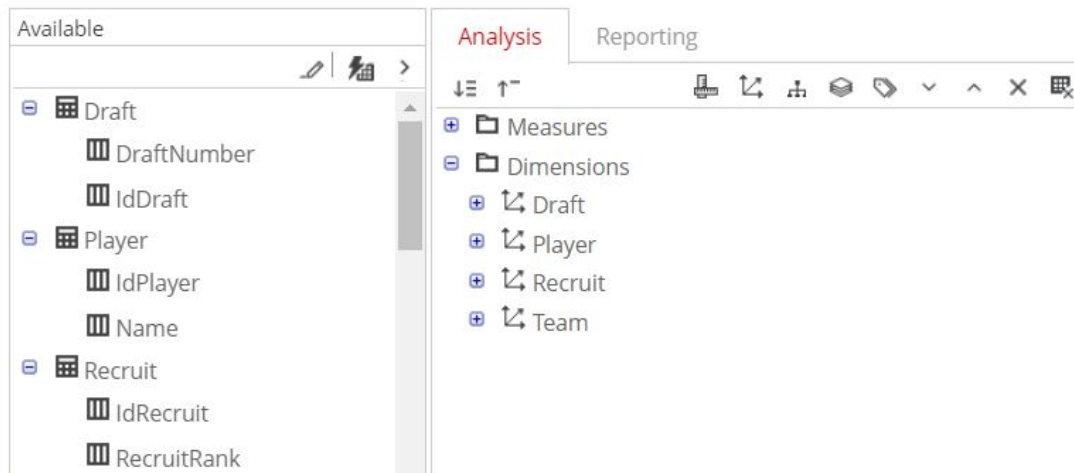 Available
Draft
DraftNumber
IdDraft
Player
IdPlayer
Name
Recruit
IdRecruit
RecruitRank
Analysis
Reporting
Measures
Dimensions
Draft
Player
Recruit
Team